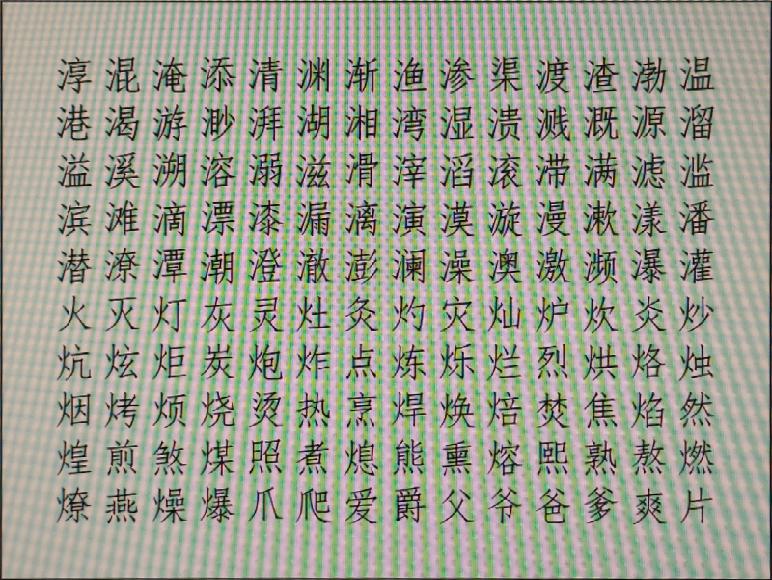 淳混淹添清渊渐渔渗渠渡渣渤温
港渴游渺湃湖湘湾湿溃溅溉源溜
溢溪溯溶溺滋滑滓滔滚滞满滤滥
滨滩滴漂漆漏漓演漠漩漫漱漾潘
潜潦潭潮澄澈澎澜澡澳激濒瀑灌
火灭灯灰灵灶灸灼灾灿炉炊炎炒
炕炫炬炭炮炸点炼烁烂烈烘烙烛
烟烤烦烧烫热烹焊焕焙焚焦焰然
煌煎煞煤照煮熄熊熏熔熙熟熬燃
燎燕燥爆爪爬爱爵父爷爸爹爽片